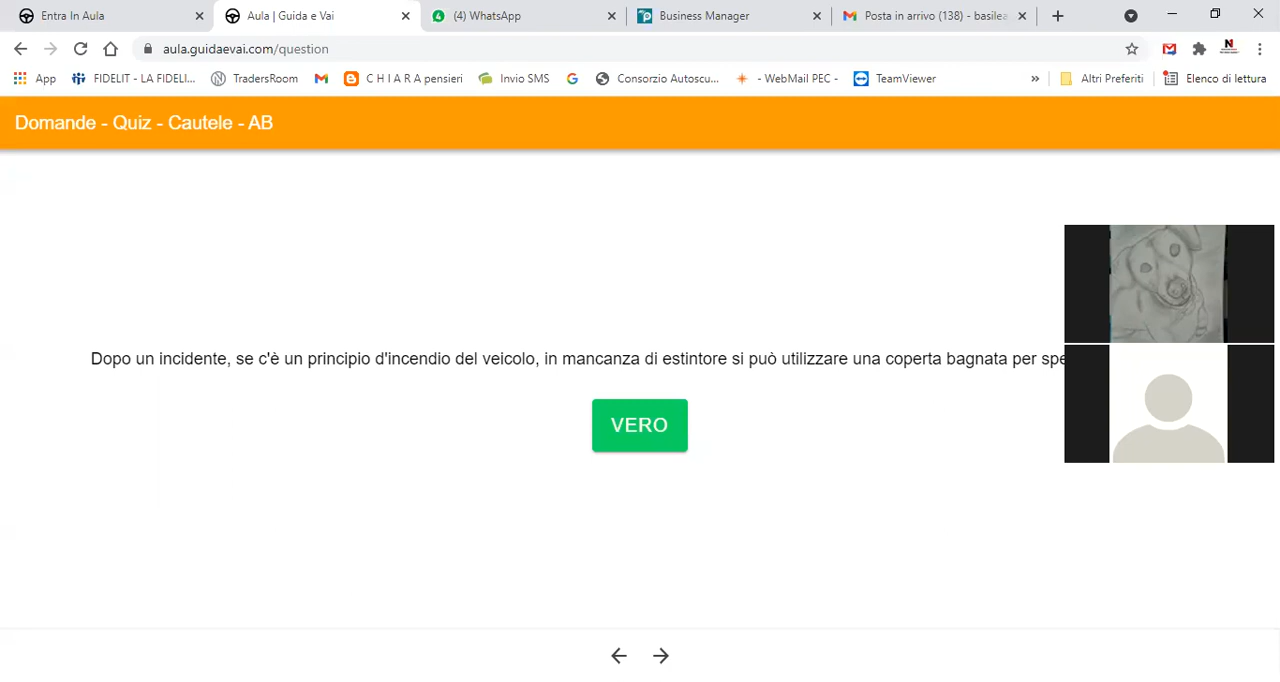 Entra In Aula
Aula | Guida e Vai
4 (4) WhatsApp
Business Manager
Posta in arrivo (138) - basilea
aula.guidaevai.com/question
App
FIDELIT - LA FIDELI...
TradersRoom
C H I A R A pensieri
Invio SMS
Consorzio Autoscu...
- WebMail PEC -
TeamViewer
»
Altri Preferiti
Elenco di lettura
Domande - Quiz - Cautele - AB
Dopo un incidente, se c'è un principio d'incendio del veicolo, in mancanza di estintore si può utilizzare una coperta bagnata per spe
VERO